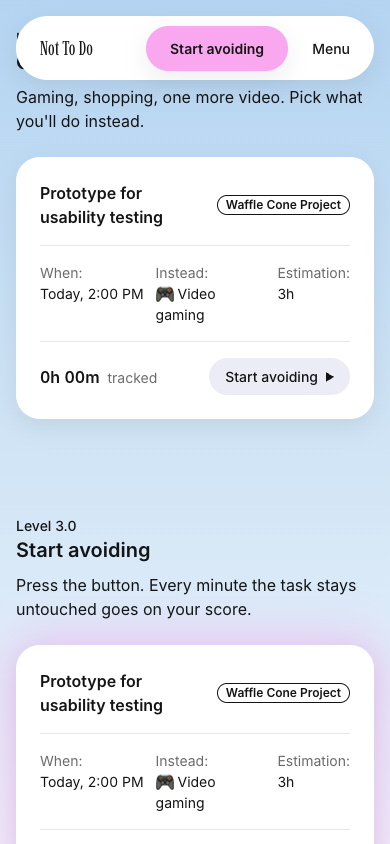 Not To Do
Start avoiding
Menu
Gaming, shopping, one more video. Pick what
you'll do instead.
Prototype for
usability testing
Waffle Cone Project
When:
Today, 2:00 PM
Instead:
🎮 Video
gaming
Estimation:
3h
0h 00m tracked
Start avoiding
Level 3.0
Start avoiding
Press the button. Every minute the task stays
untouched goes on your score.
Prototype for
usability testing
Waffle Cone Project
When:
Today, 2:00 PM
Instead:
🎮 Video
gaming
Estimation:
3h